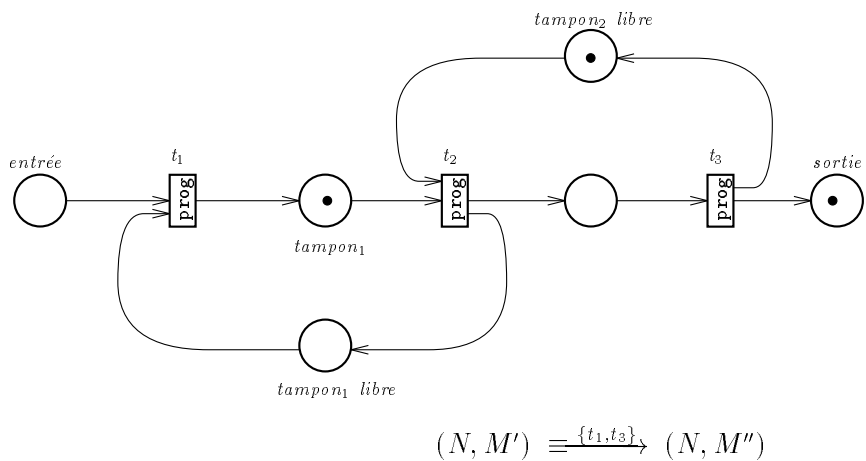 tampon₂ libre
entrée t₁ t₂ t₃ sortie
prog prog prog
tampon₁
tampon₁ libre
(N, M′) ≡{t₁,t₃}→ (N, M″)